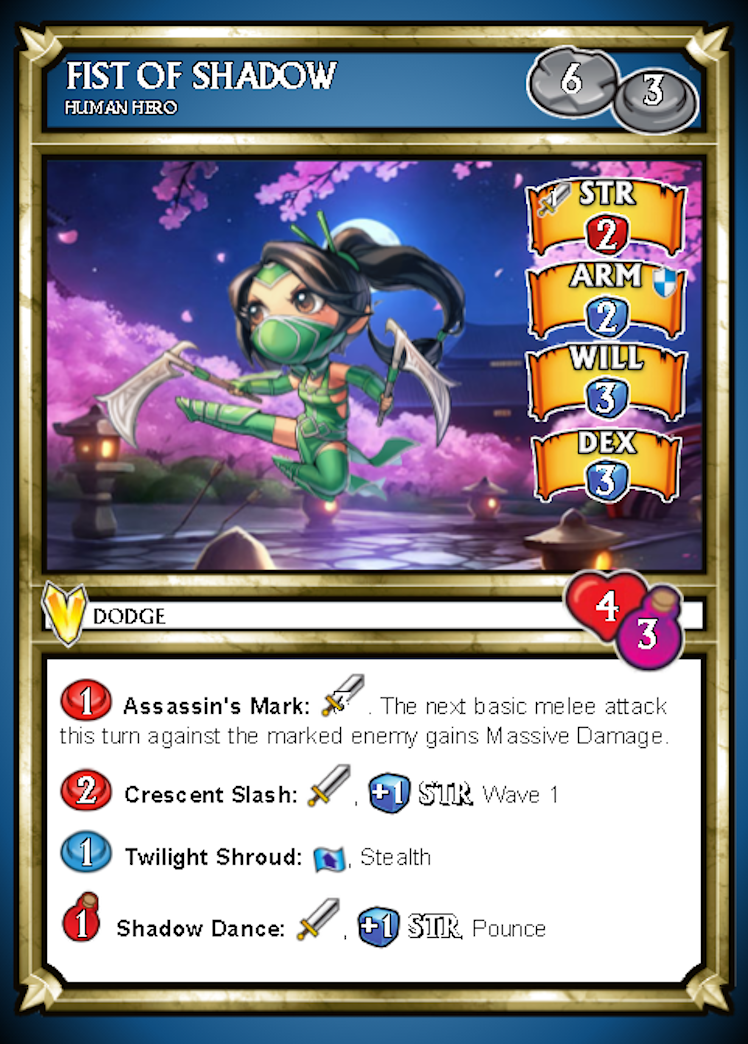 FIST OF SHADOW
HUMAN HERO
6
3
STR
2
ARM
2
WILL
3
DEX
3
DODGE
4
3
1 Assassin's Mark: . The next basic melee attack
this turn against the marked enemy gains Massive Damage.
2 Crescent Slash: , +1 STR Wave 1
1 Twilight Shroud: , Stealth
1 Shadow Dance: , +1 STR, Pounce